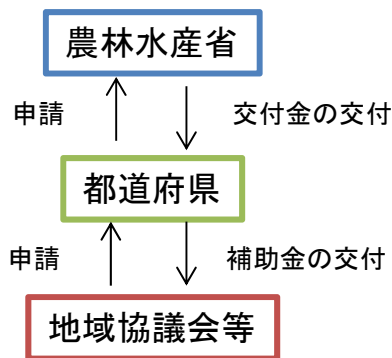 農林水産省
申請
交付金の交付
都道府県
申請
補助金の交付
地域協議会等